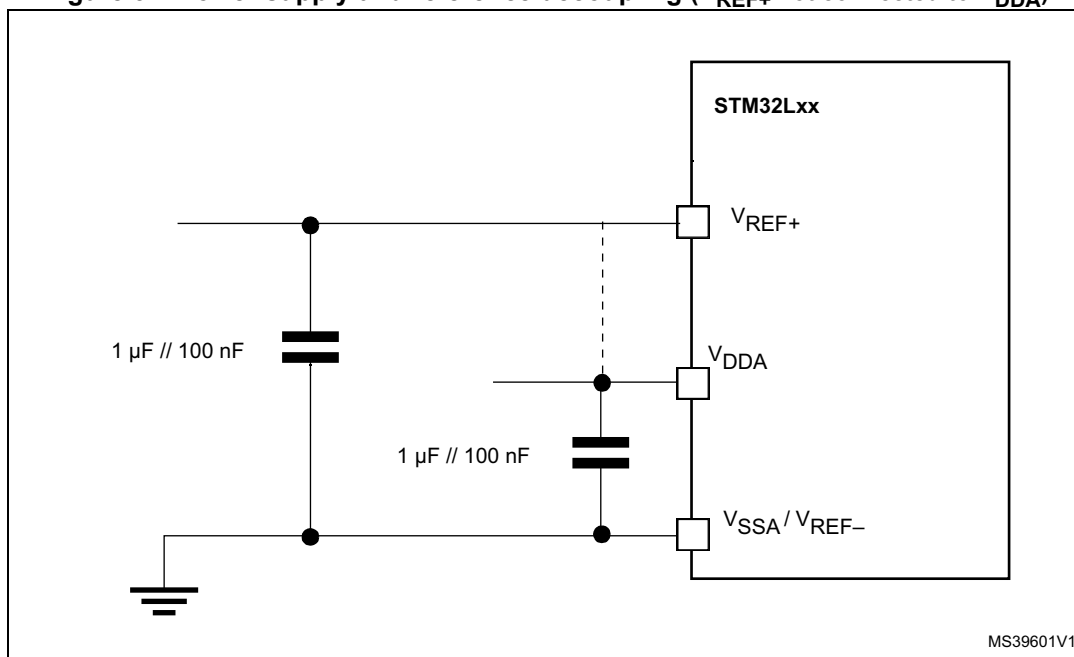 STM32Lxx
VREF+
1 µF // 100 nF
VDDA
1 µF // 100 nF
VSSA / VREF–
MS39601V1